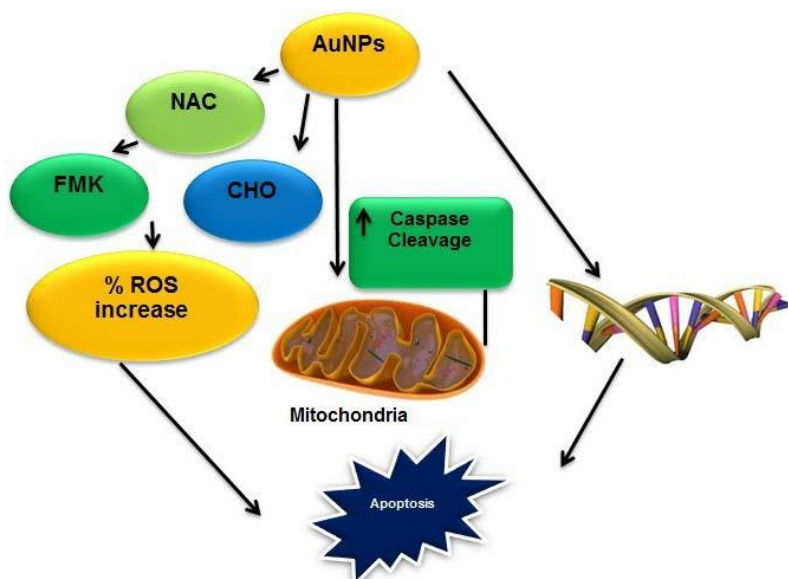 AuNPs
NAC
FMK
CHO
Caspase
Cleavage
% ROS
increase
Mitochondria
Apoptosis